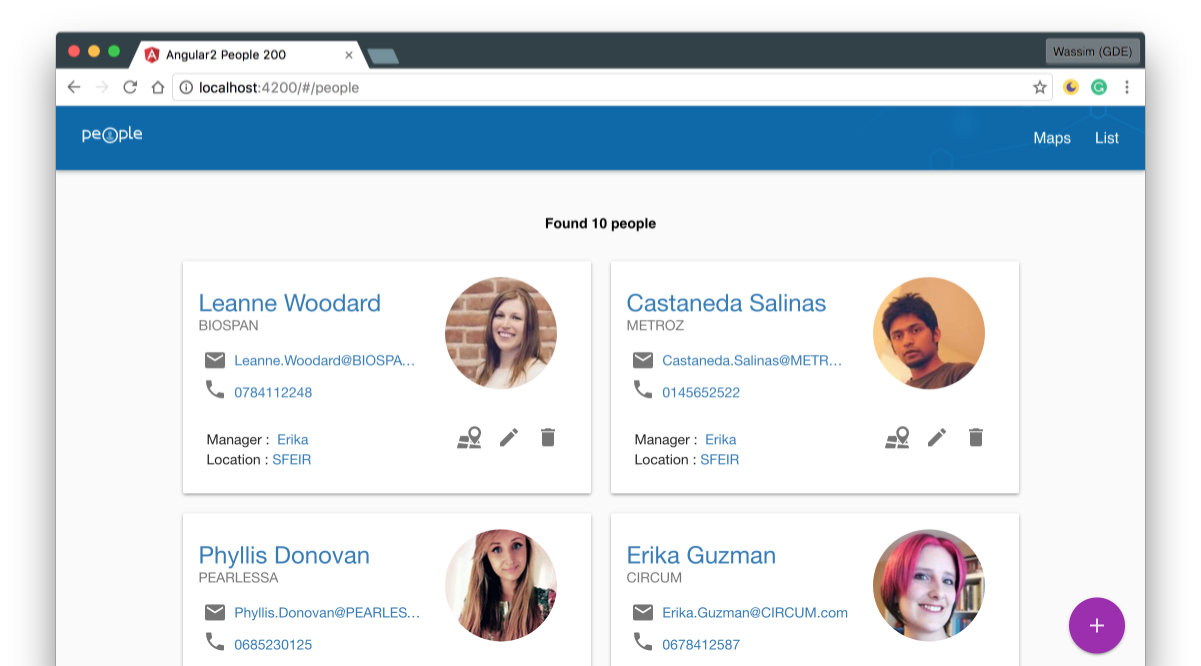 Angular2 People 200
Wassim (GDE)
localhost:4200/#/people
people
Maps
List
Found 10 people
Leanne Woodard
BIOSPAN
Leanne.Woodard@BIOSPA...
0784112248
Manager : Erika
Location : SFEIR
Castaneda Salinas
METROZ
Castaneda.Salinas@METR...
0145652522
Manager : Erika
Location : SFEIR
Phyllis Donovan
PEARLESSA
Phyllis.Donovan@PEARLES...
0685230125
Erika Guzman
CIRCUM
Erika.Guzman@CIRCUM.com
0678412587